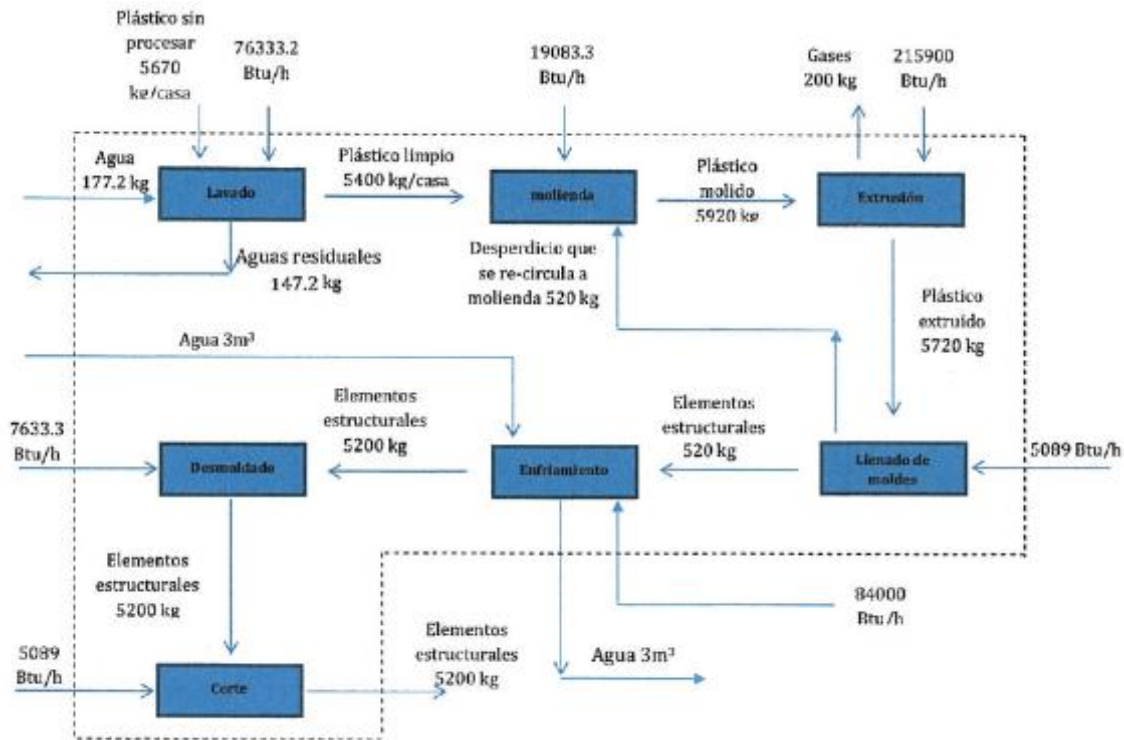 Plástico sin
procesar
5670
kg/casa
76333.2
Btu/h
19083.3
Btu/h
Gases
200 kg
215900
Btu/h
Agua
177.2 kg
Lavado
Plástico limpio
5400 kg/casa
molienda
Plástico
molido
5920 kg
Extrusión
Aguas residuales
147.2 kg
Desperdicio que
se re-circula a
molienda 520 kg
Plástico
extruido
5720 kg
Agua 3m³
7633.3
Btu/h
Desmoldado
Elementos
estructurales
5200 kg
Enfriamiento
Elementos
estructurales
520 kg
Llenado de
moldes
5089 Btu/h
Elementos
estructurales
5200 kg
84000
Btu/h
5089
Btu/h
Corte
Elementos
estructurales
5200 kg
Agua 3m³